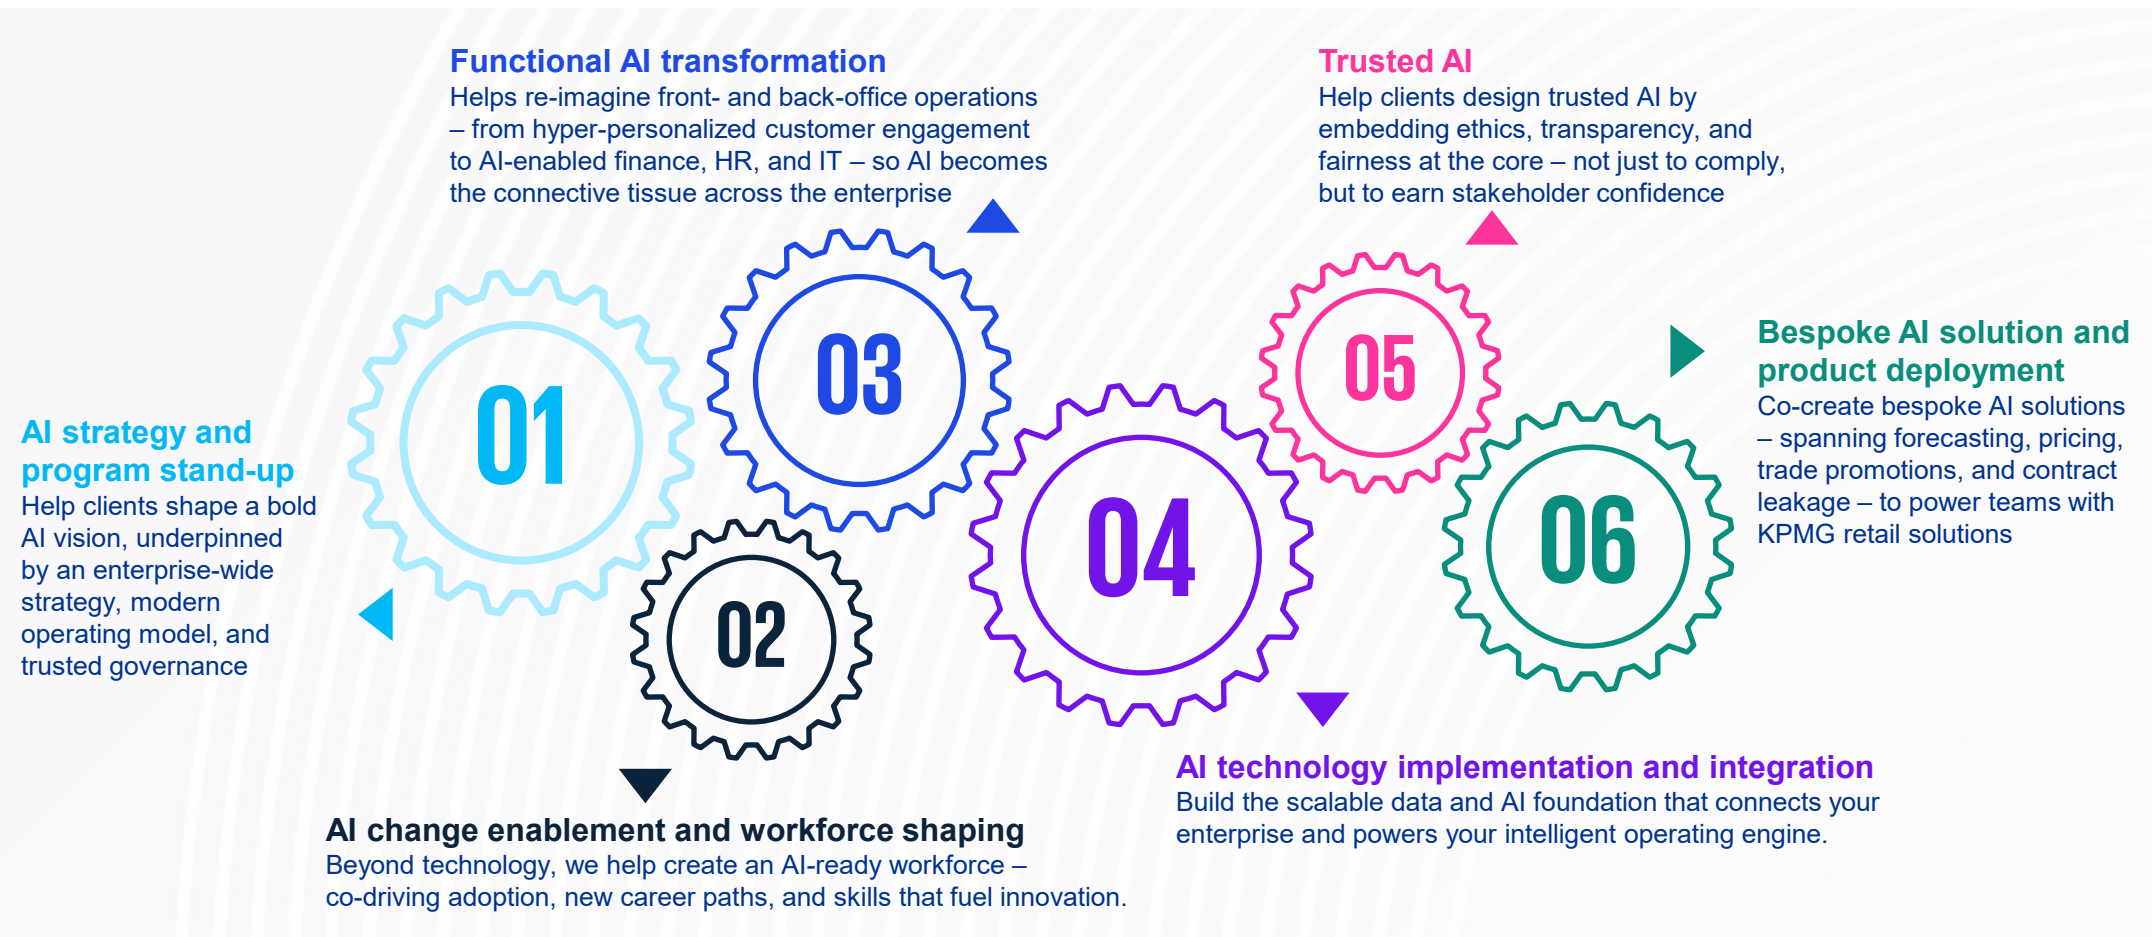 Functional AI transformation
Helps re-imagine front- and back-office operations
– from hyper-personalized customer engagement
to AI-enabled finance, HR, and IT – so AI becomes
the connective tissue across the enterprise
Trusted AI
Help clients design trusted AI by
embedding ethics, transparency, and
fairness at the core – not just to comply,
but to earn stakeholder confidence
01
03
05
AI strategy and
program stand-up
Help clients shape a bold
AI vision, underpinned
by an enterprise-wide
strategy, modern
operating model, and
trusted governance
02
04
06
Bespoke AI solution and
product deployment
Co-create bespoke AI solutions
– spanning forecasting, pricing,
trade promotions, and contract
leakage – to power teams with
KPMG retail solutions
AI change enablement and workforce shaping
Beyond technology, we help create an AI-ready workforce –
co-driving adoption, new career paths, and skills that fuel innovation.
AI technology implementation and integration
Build the scalable data and AI foundation that connects your
enterprise and powers your intelligent operating engine.